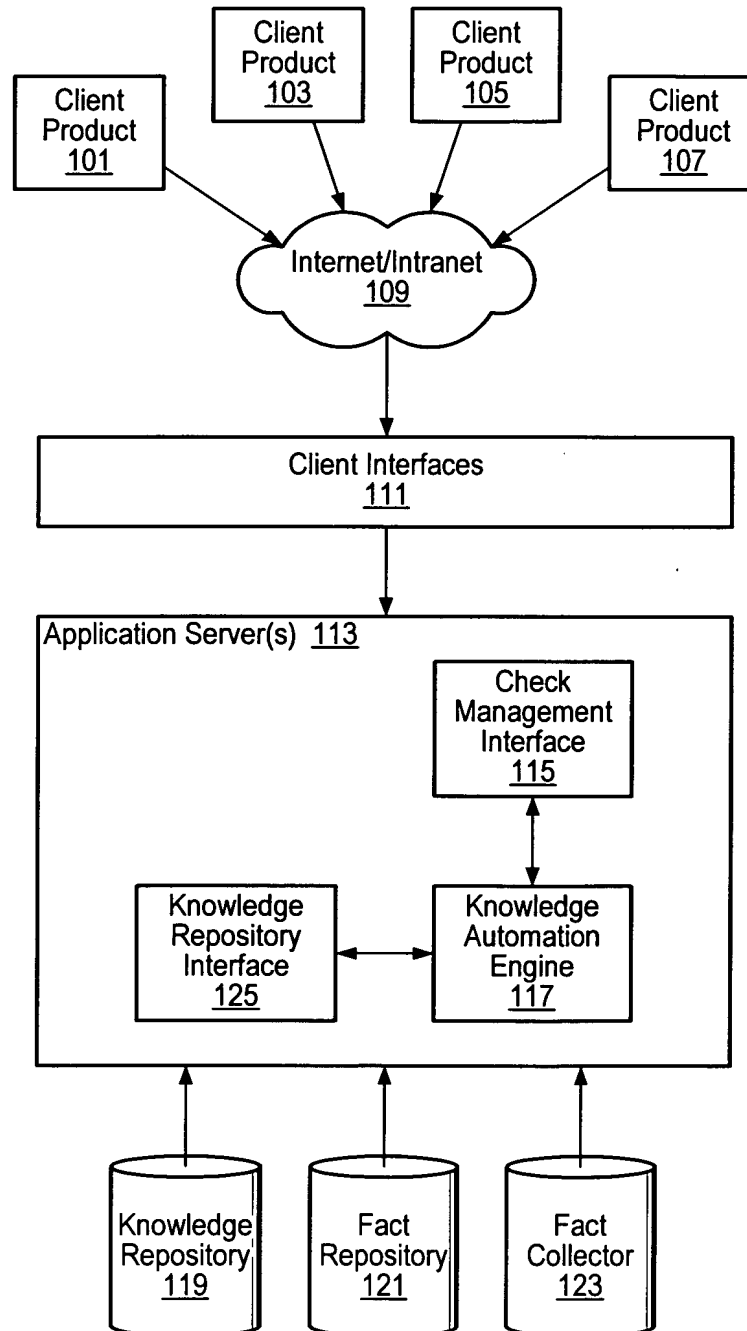 Client
Product
101
Client
Product
103
Client
Product
105
Client
Product
107
Internet/Intranet
109
Client Interfaces
111
Application Server(s) 113
Check
Management
Interface
115
Knowledge
Repository
Interface
125
Knowledge
Automation
Engine
117
Knowledge
Repository
119
Fact
Repository
121
Fact
Collector
123